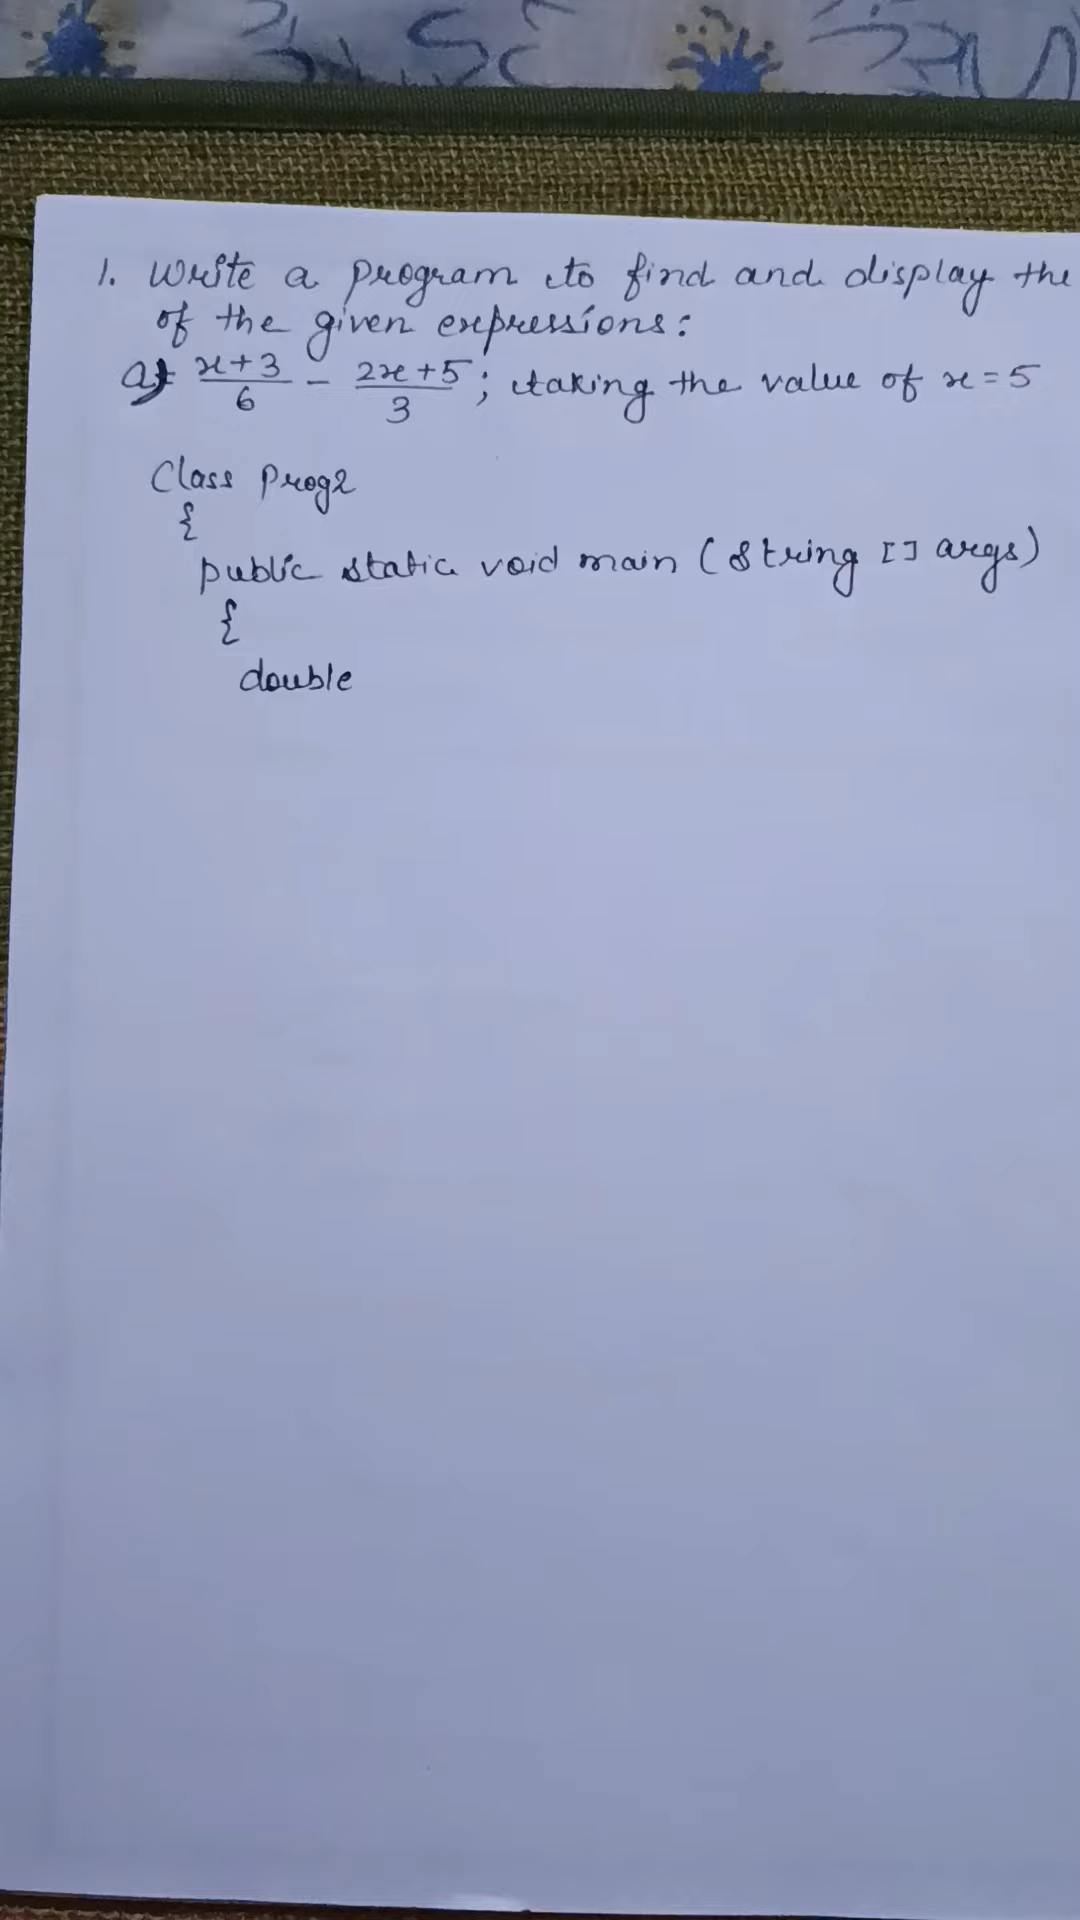 1. Write a program to find and display the
of the given expressions:
a) x+3/6 - 2x+5/3; taking the value of x=5
Class Prog2
{
public static void main (String [] args)
{
double